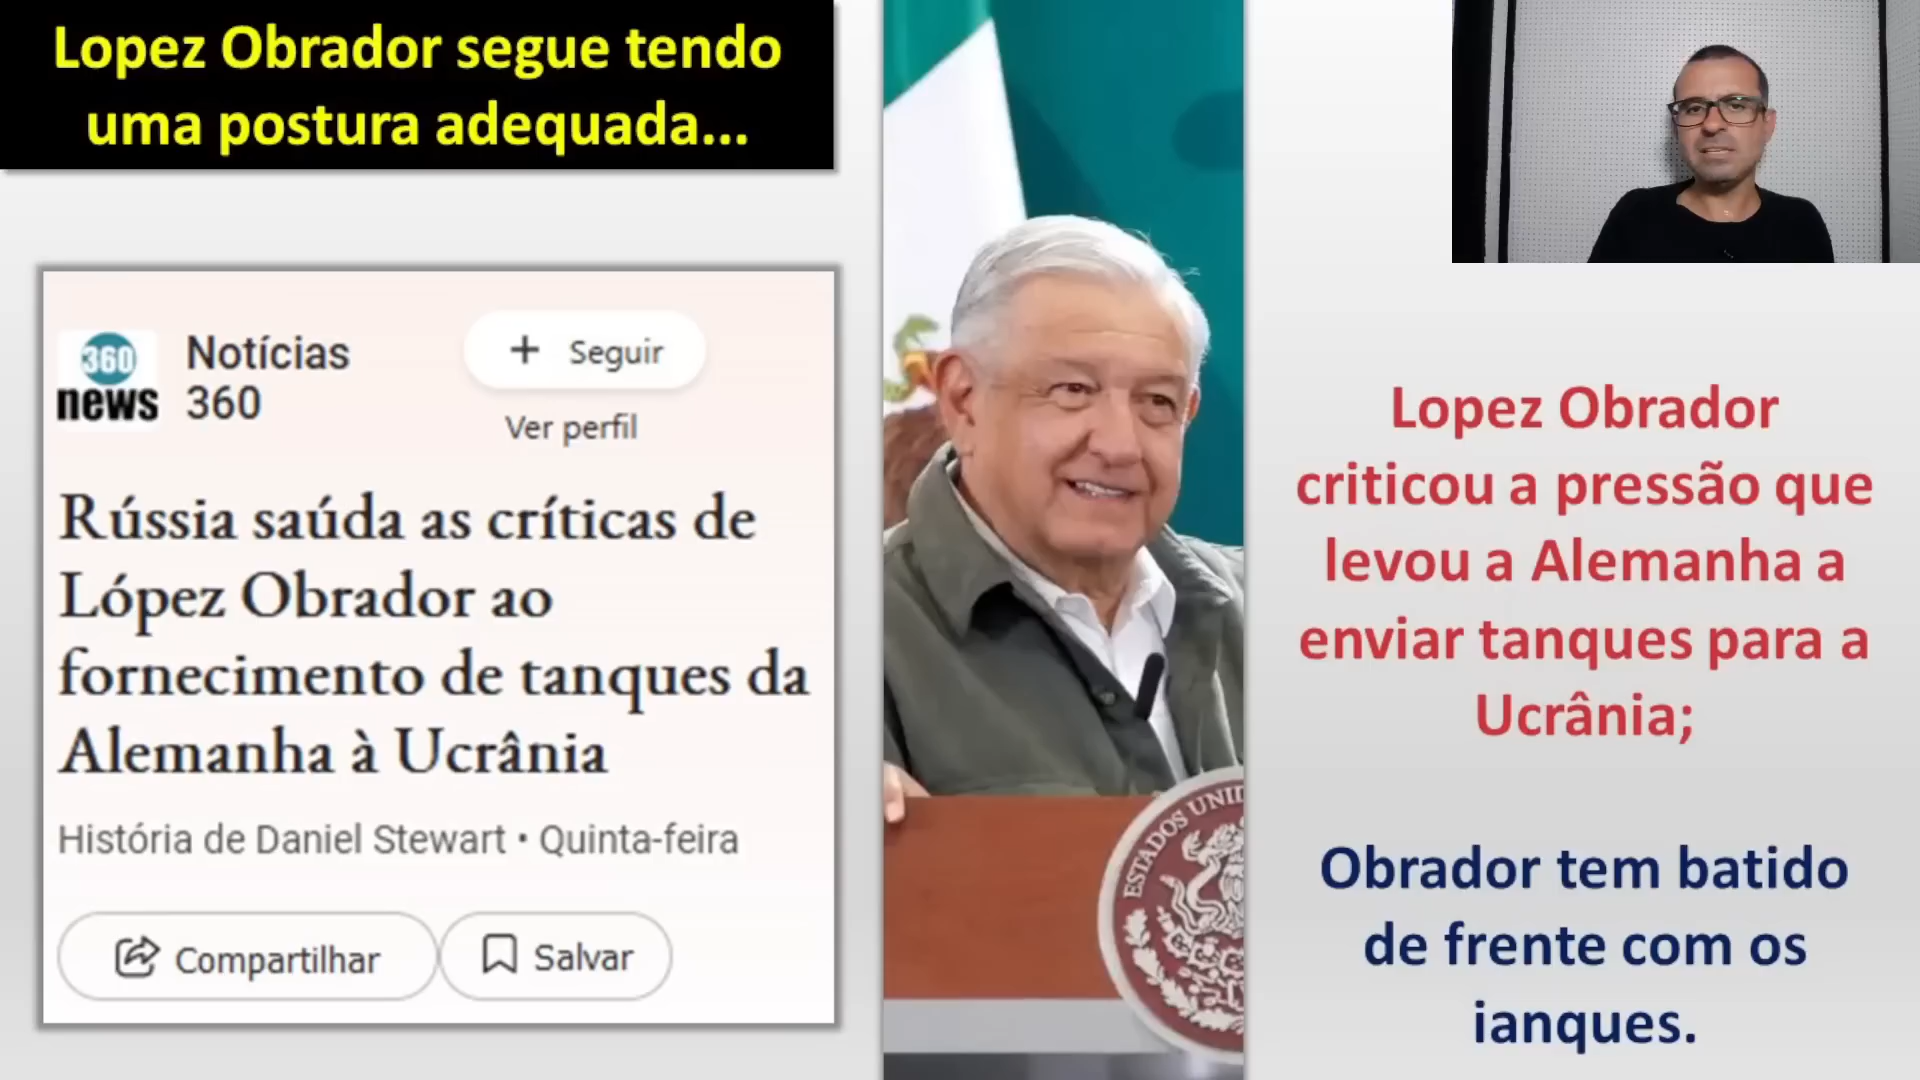 Lopez Obrador segue tendo
uma postura adequada...
360
news
Notícias
360
+ Seguir
Ver perfil
Rússia saúda as críticas de
López Obrador ao
fornecimento de tanques da
Alemanha à Ucrânia
História de Daniel Stewart • Quinta-feira
Compartilhar
Salvar
ESTADOS UNID
Lopez Obrador
criticou a pressão que
levou a Alemanha a
enviar tanques para a
Ucrânia;
Obrador tem batido
de frente com os
ianques.